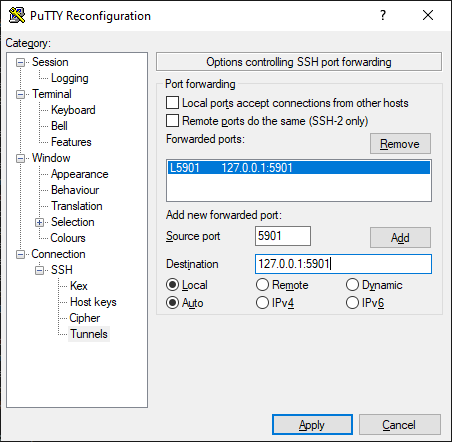 PuTTY Reconfiguration
Category:
Session
Logging
Terminal
Keyboard
Bell
Features
Window
Appearance
Behaviour
Translation
Selection
Colours
Connection
SSH
Kex
Host keys
Cipher
Tunnels
Options controlling SSH port forwarding
Port forwarding
Local ports accept connections from other hosts
Remote ports do the same (SSH-2 only)
Forwarded ports:
Remove
L5901 127.0.0.1:5901
Add new forwarded port:
Source port 5901 Add
Destination 127.0.0.1:5901
Local Remote Dynamic
Auto IPv4 IPv6
Apply Cancel